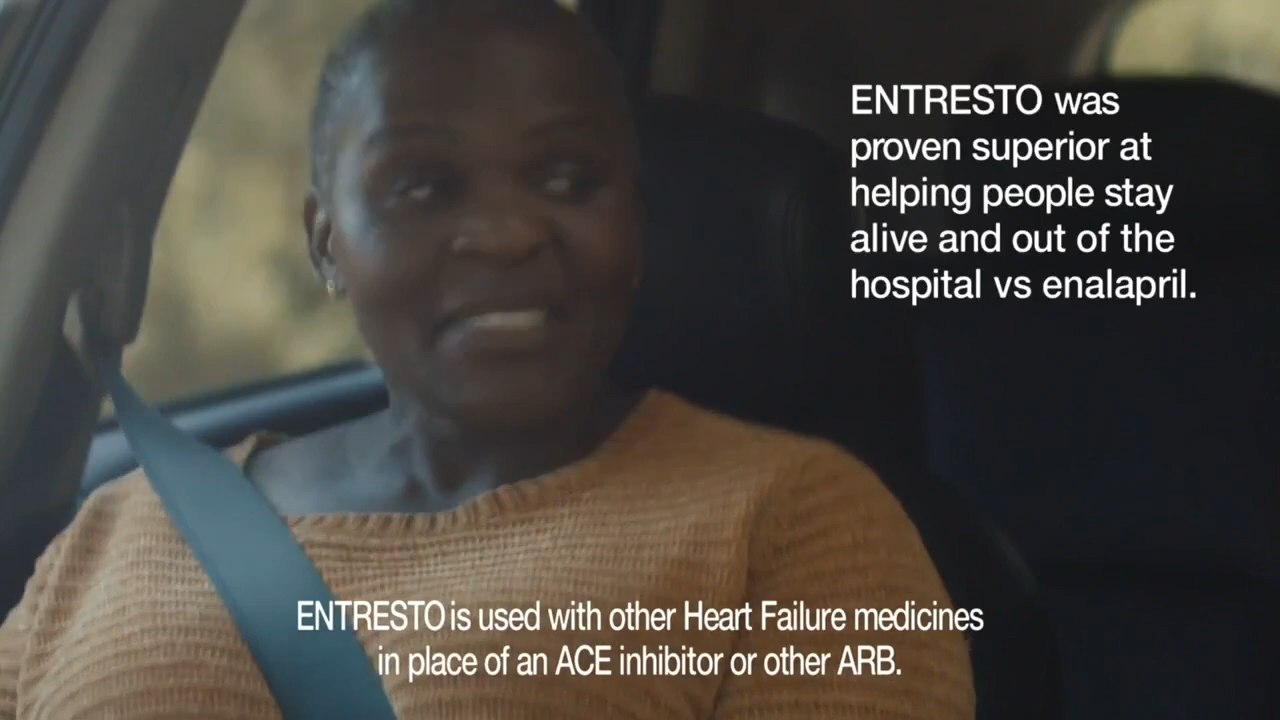 ENTRESTO was
proven superior at
helping people stay
alive and out of the
hospital vs enalapril.
ENTRESTO is used with other Heart Failure medicines
in place of an ACE inhibitor or other ARB.